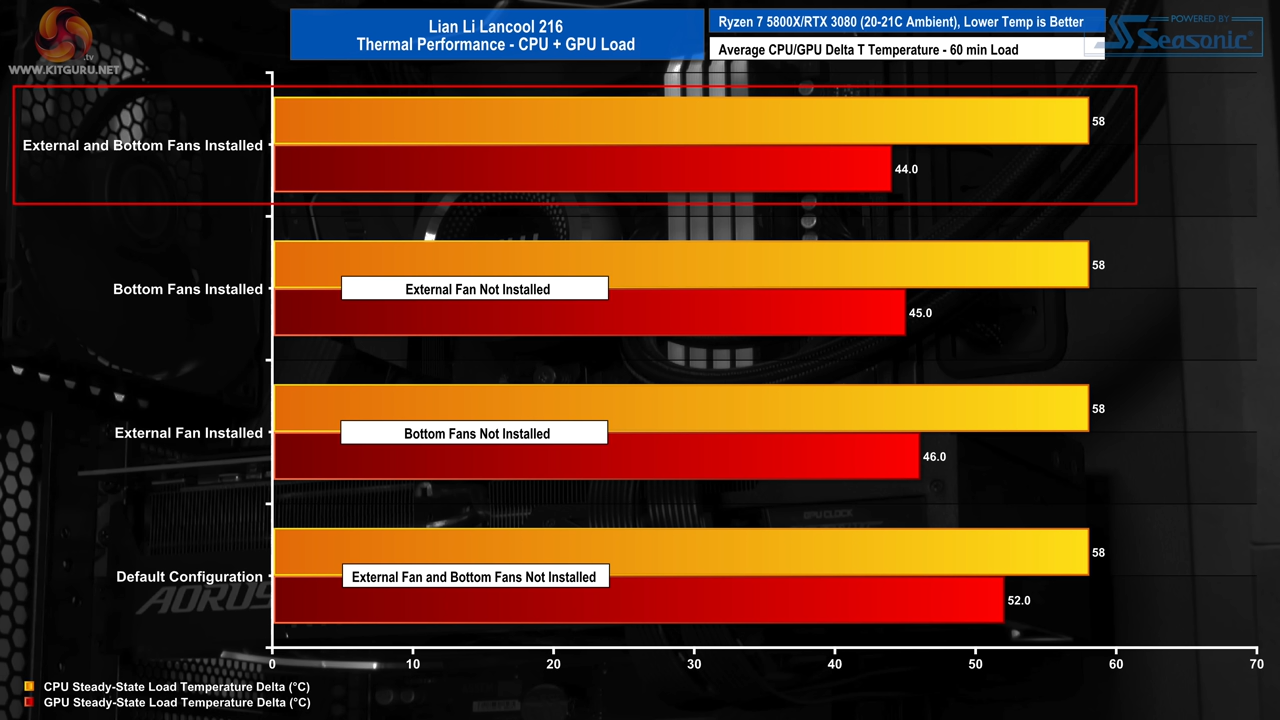 Lian Li Lancool 216
Thermal Performance - CPU + GPU Load
Ryzen 7 5800X/RTX 3080 (20-21C Ambient), Lower Temp is Better
Average CPU/GPU Delta T Temperature - 60 min Load
POWERED BY
Seasonic
.tv
WWW.KITGURU.NET
External and Bottom Fans Installed
58
44.0
Bottom Fans Installed
External Fan Not Installed
58
45.0
External Fan Installed
Bottom Fans Not Installed
58
46.0
GPU CLOCK
Default Configuration
External Fan and Bottom Fans Not Installed
58
52.0
AORUS
0 10 20 30 40 50 60 70
CPU Steady-State Load Temperature Delta (°C)
GPU Steady-State Load Temperature Delta (°C)